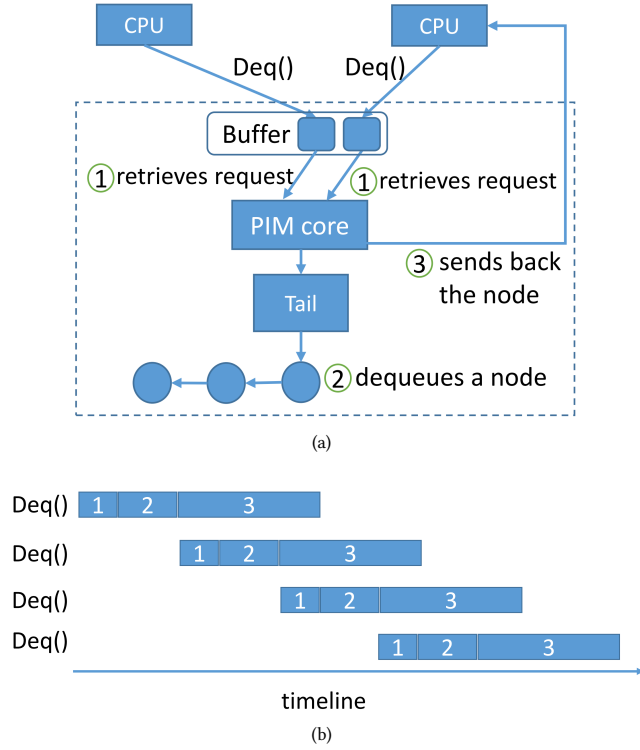 CPU
CPU
Deq()
Deq()
Buffer
1 retrieves request
1 retrieves request
PIM core
3 sends back
the node
Tail
2 dequeues a node
(a)
Deq() 1 2 3
Deq() 1 2 3
Deq() 1 2 3
Deq() 1 2 3
timeline
(b)